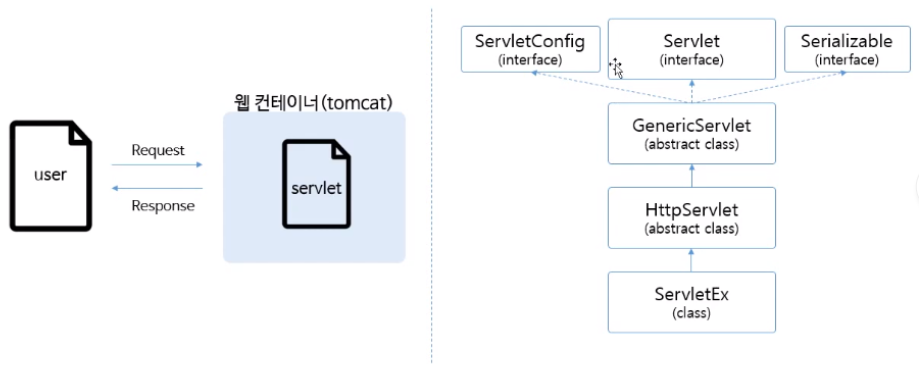 웹 컨테이너(tomcat)
user
Request
Response
servlet
ServletConfig
(interface)
Servlet
(interface)
Serializable
(interface)
GenericServlet
(abstract class)
HttpServlet
(abstract class)
ServletEx
(class)